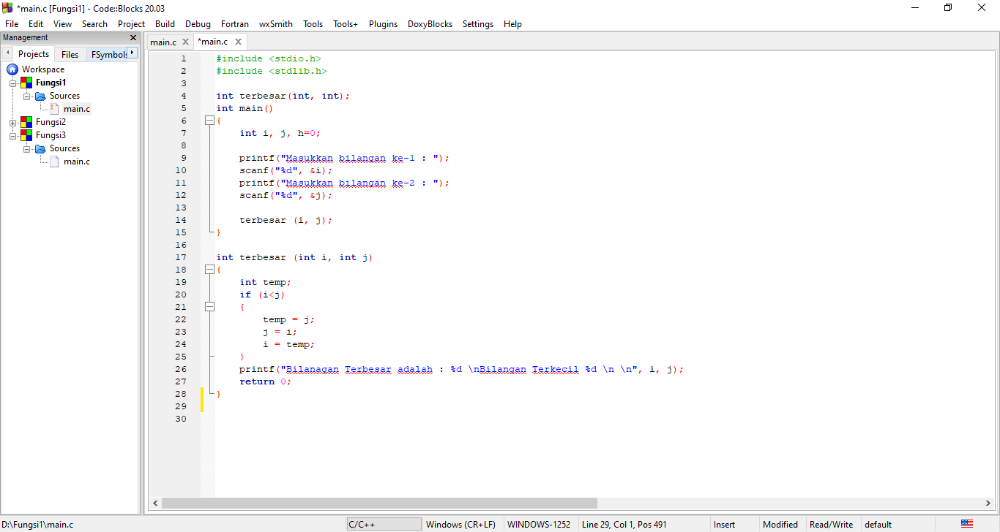 *main.c [Fungsi1] - Code::Blocks 20.03
File Edit View Search Project Build Debug Fortran wxSmith Tools Tools+ Plugins DoxyBlocks Settings Help
Management
Projects Files FSymbols
Workspace
Fungsi1
Sources
main.c
Fungsi2
Fungsi3
Sources
main.c
main.c *main.c
1 #include <stdio.h>
2 #include <stdlib.h>
3
4 int terbesar(int, int);
5 int main()
6 {
7 int i, j, h=0;
8
9 printf("Masukkan bilangan ke-1 : ");
10 scanf("%d", &i);
11 printf("Masukkan bilangan ke-2 : ");
12 scanf("%d", &j);
13
14 terbesar (i, j);
15 }
16
17 int terbesar (int i, int j)
18 {
19 int temp;
20 if (i<j)
21 {
22 temp = j;
23 j = i;
24 i = temp;
25 }
26 printf("Bilanagan Terbesar adalah : %d \nBilangan Terkecil %d \n \n", i, j);
27 return 0;
28 }
29
30
D:\Fungsi1\main.c C/C++ Windows (CR+LF) WINDOWS-1252 Line 29, Col 1, Pos 491 Insert Modified Read/Write default